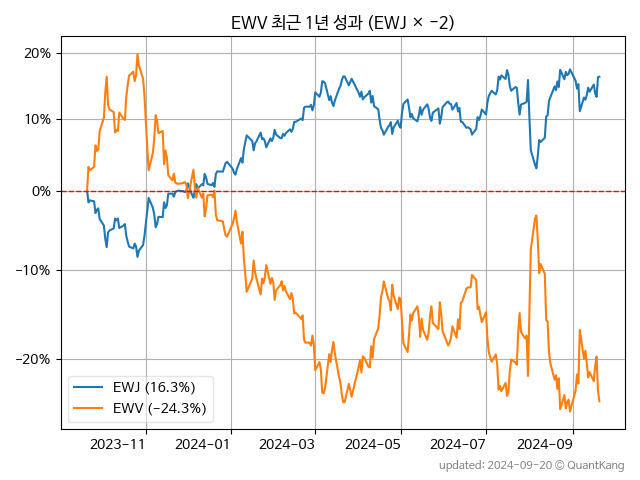 EWV 최근 1년 성과 (EWJ × −2)
20%
10%
0%
−10%
−20%
EWJ (16.3%)
EWV (−24.3%)
2023−11
2024−01
2024−03
2024−05
2024−07
2024−09
updated: 2024-09-20 © QuantKang